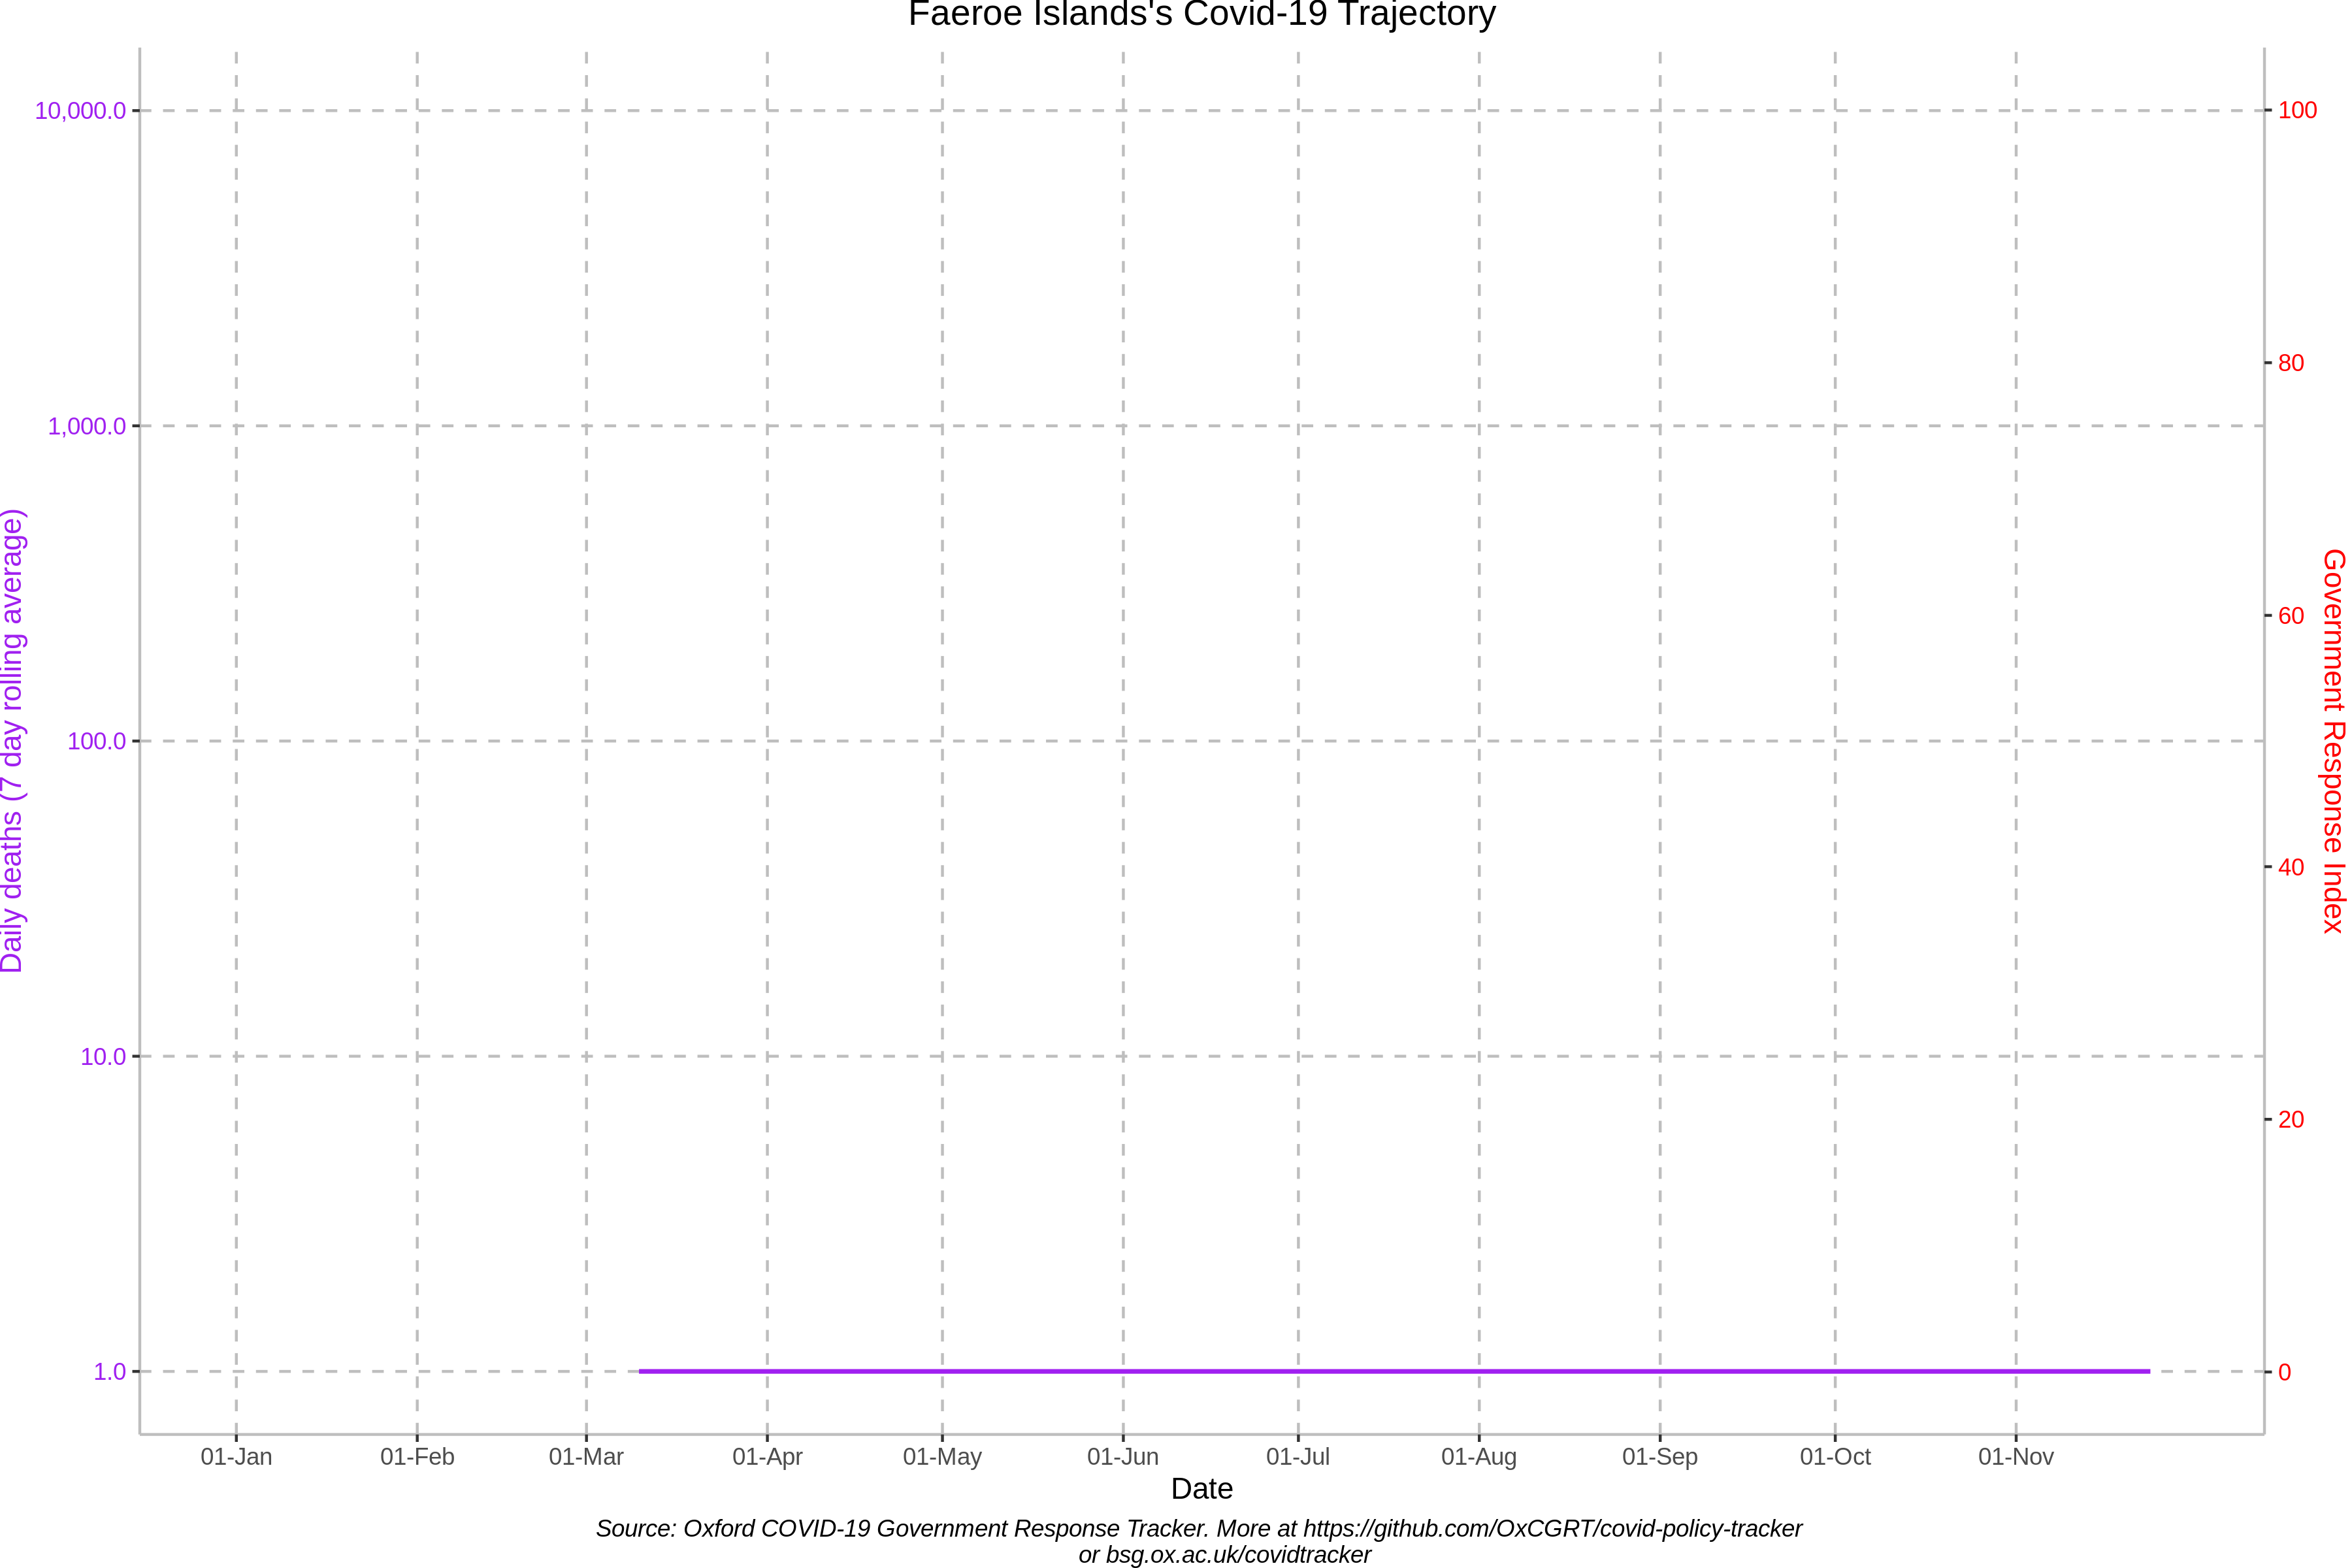 Faeroe Islands's Covid-19 Trajectory
10,000.0
1,000.0
100.0
10.0
1.0
Daily deaths (7 day rolling average)
100
80
60
40
20
0
Government Response Index
01-Jan 01-Feb 01-Mar 01-Apr 01-May 01-Jun 01-Jul 01-Aug 01-Sep 01-Oct 01-Nov
Date
Source: Oxford COVID-19 Government Response Tracker. More at https://github.com/OxCGRT/covid-policy-tracker
or bsg.ox.ac.uk/covidtracker